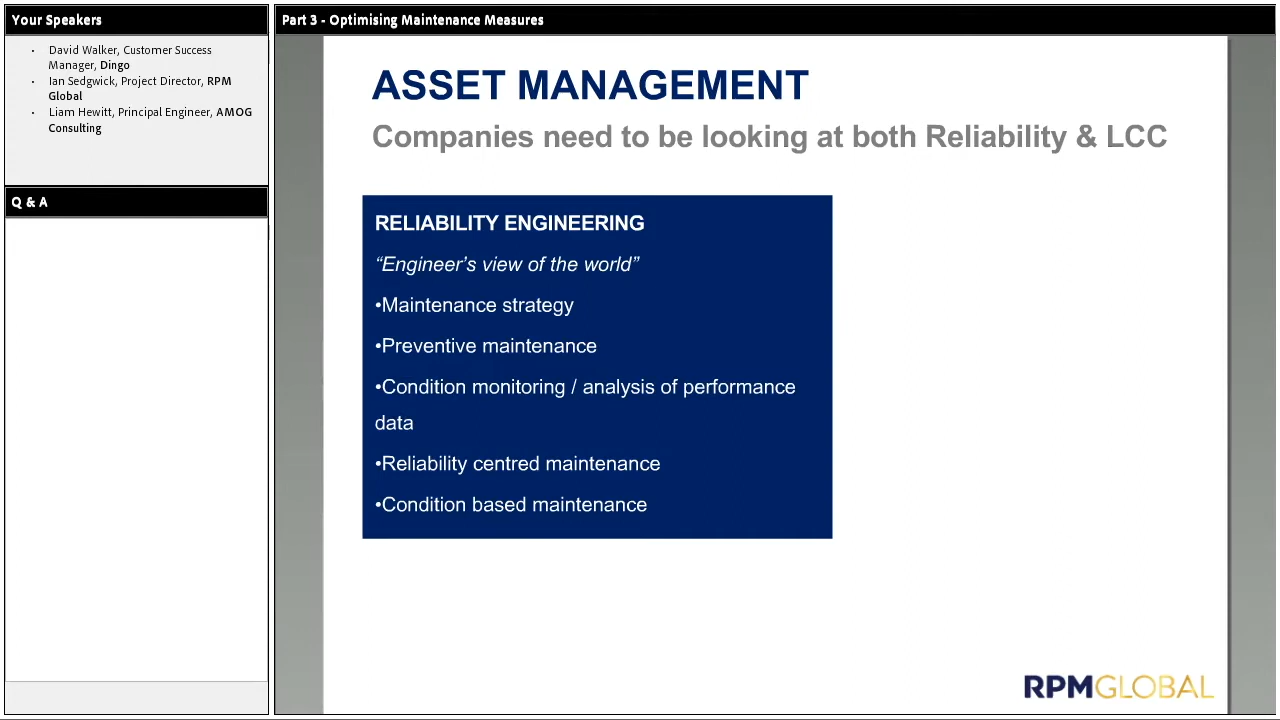 Your Speakers
• David Walker, Customer Success
Manager, Dingo
• Ian Sedgwick, Project Director, RPM
Global
• Liam Hewitt, Principal Engineer, AMOG
Consulting
Q & A
Part 3 - Optimising Maintenance Measures
ASSET MANAGEMENT
Companies need to be looking at both Reliability & LCC
RELIABILITY ENGINEERING
“Engineer’s view of the world”
•Maintenance strategy
•Preventive maintenance
•Condition monitoring / analysis of performance
data
•Reliability centred maintenance
•Condition based maintenance
RPMGLOBAL